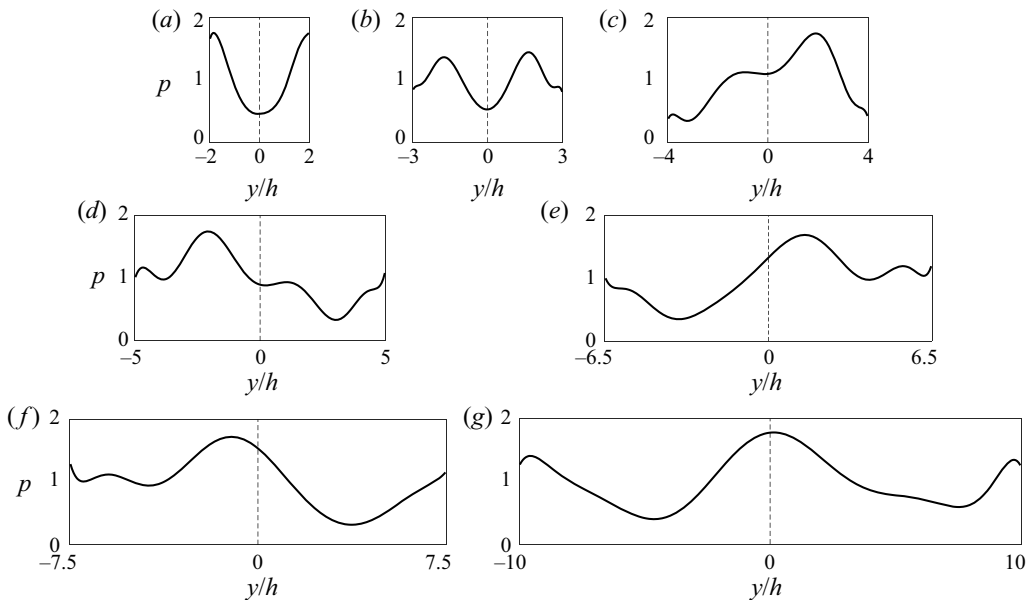 (a) 2 1 0 p −2 0 2 y/h
(b) 2 1 0 −3 0 3 y/h
(c) 2 1 0 −4 0 4 y/h
(d) 2 1 0 p −5 0 5 y/h
(e) 2 1 0 −6.5 0 6.5 y/h
(f) 2 1 0 p −7.5 0 7.5 y/h
(g) 2 1 0 −10 0 10 y/h